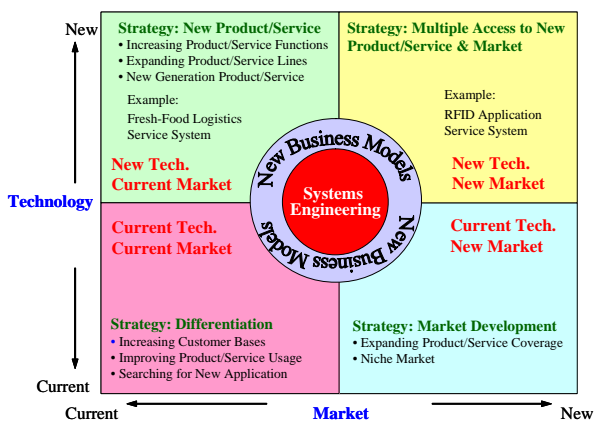 New
Strategy: New Product/Service
• Increasing Product/Service Functions
• Expanding Product/Service Lines
• New Generation Product/Service
Example:
Fresh-Food Logistics
Service System
New Tech.
Current Market
Strategy: Multiple Access to New
Product/Service & Market
Example:
RFID Application
Service System
New Tech.
New Market
New Business Models
Systems
Engineering
New Business Models
Technology
Current Tech.
Current Market
Strategy: Differentiation
• Increasing Customer Bases
• Improving Product/Service Usage
• Searching for New Application
Current Tech.
New Market
Strategy: Market Development
• Expanding Product/Service Coverage
• Niche Market
Current
Current
Market
New